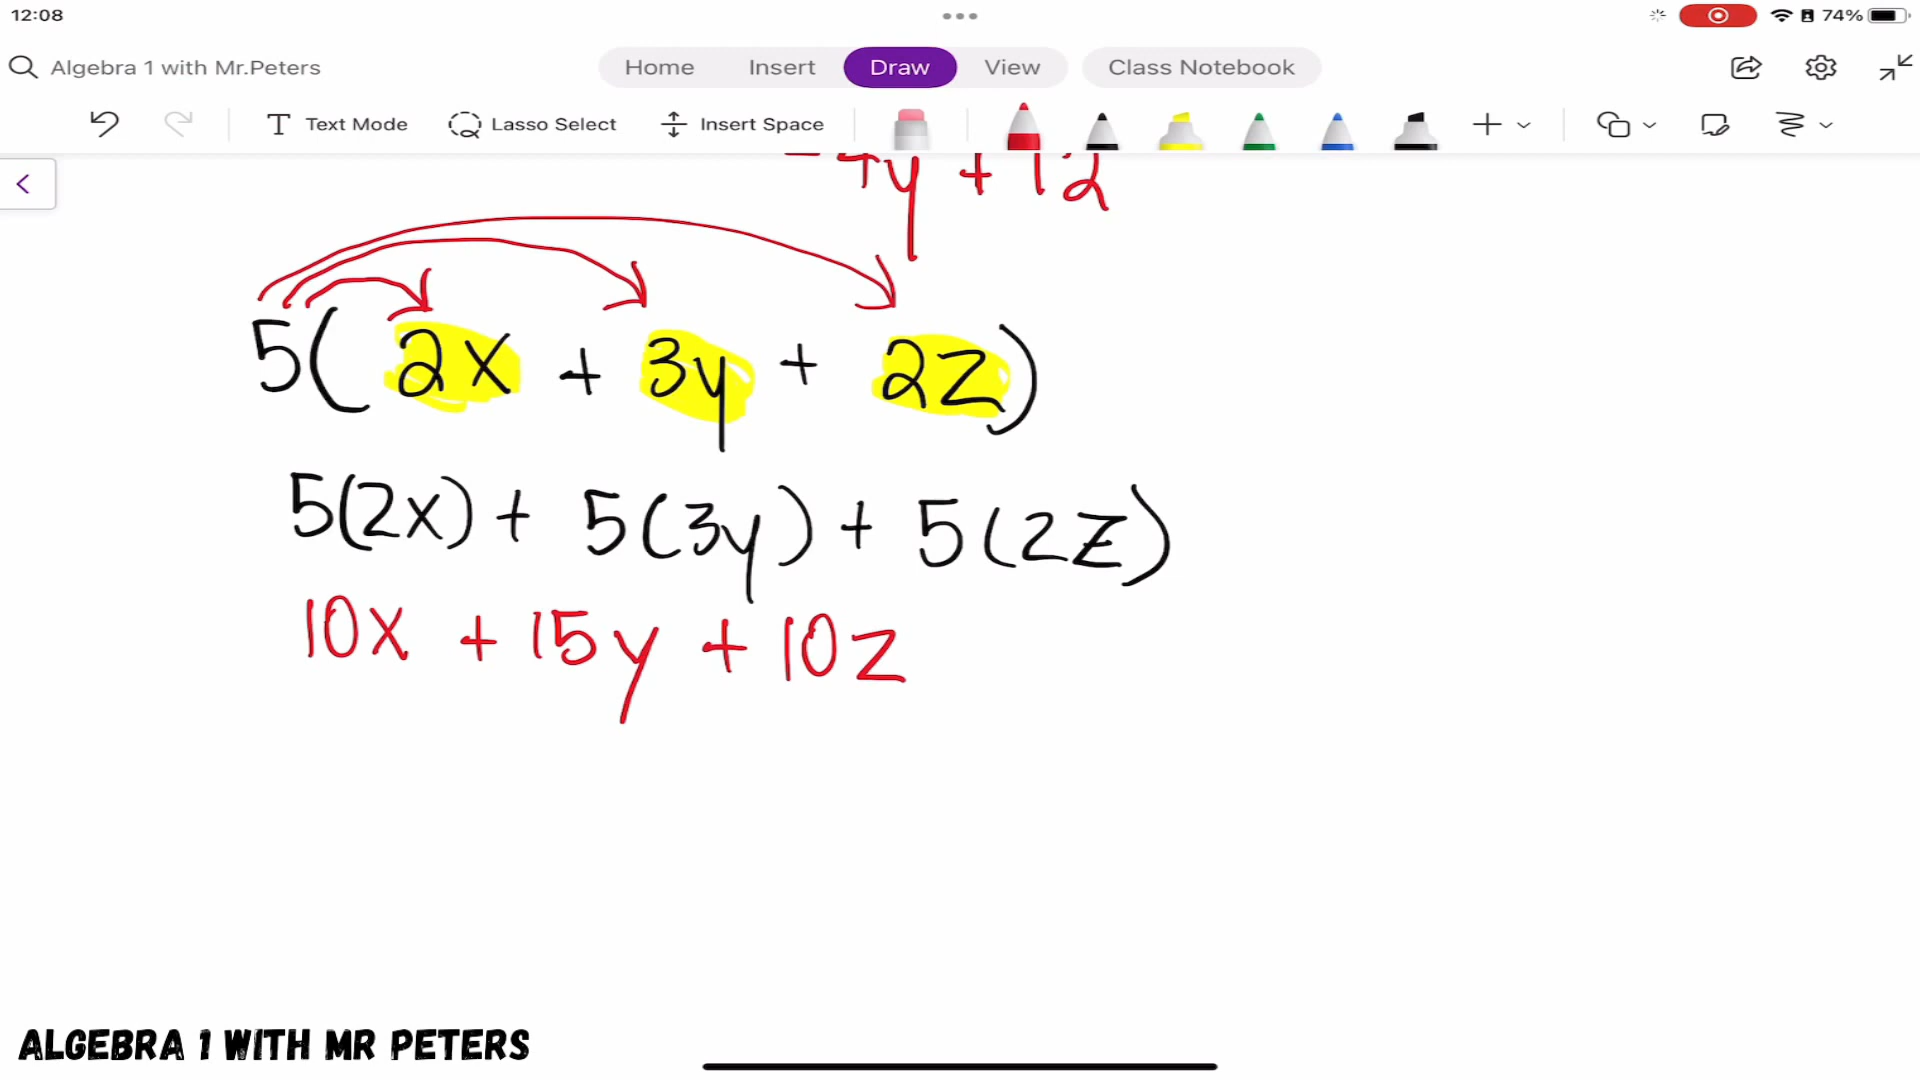 12:08
74%
Algebra 1 with Mr.Peters
Home Insert Draw View Class Notebook
Text Mode Lasso Select Insert Space
- 4y + 12
5( 2x + 3y + 2z)
5(2x) + 5(3y) + 5(2z)
10x + 15y + 10z
ALGEBRA 1 WITH MR PETERS